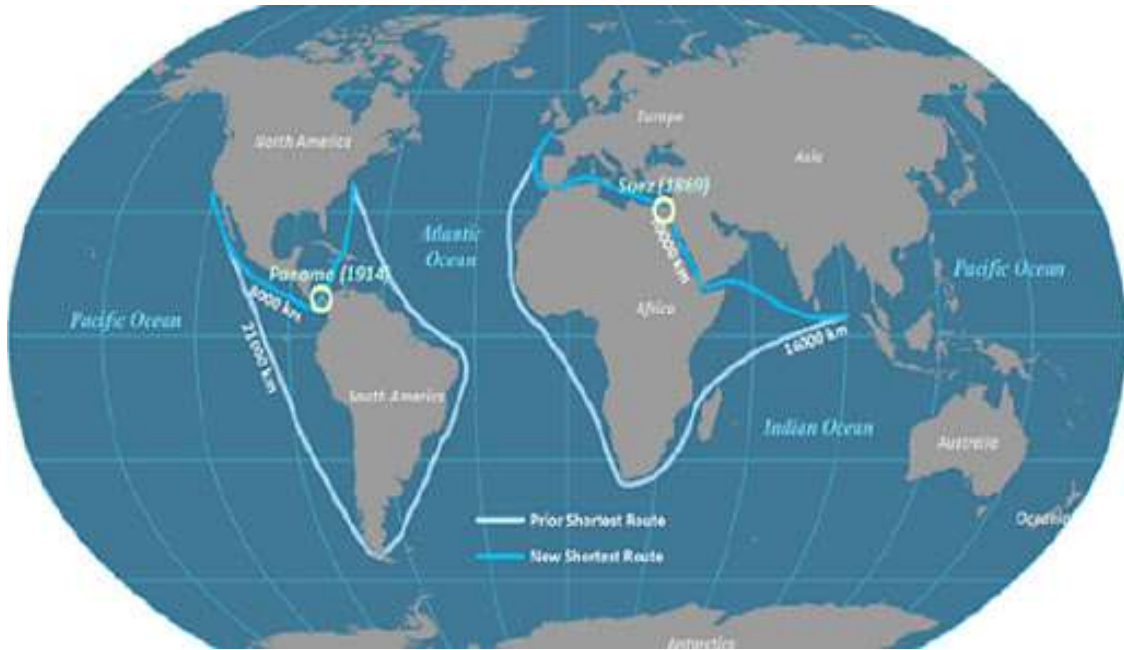 North America
Europe
Asia
Suez (1869)
Atlantic
Ocean
Panama (1914)
8000 km
Pacific Ocean
Pacific Ocean
Africa
21000 km
16000 km
South America
Indian Ocean
Australia
Prior Shortest Route
New Shortest Route
Antarctica